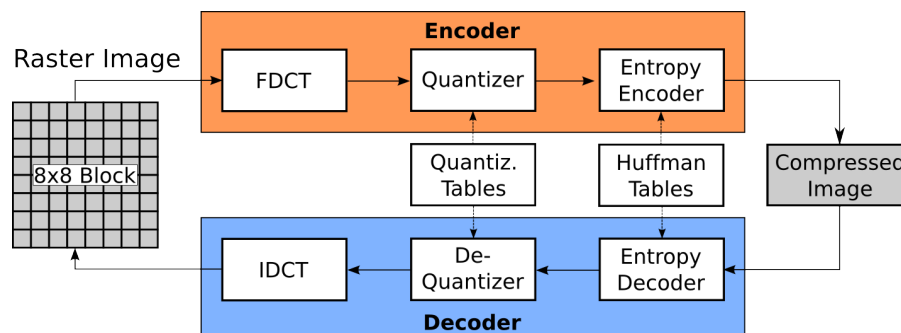 Encoder
Raster Image
FDCT
Quantizer
Entropy
Encoder
8x8 Block
Quantiz.
Tables
Huffman
Tables
Compressed
Image
IDCT
De-
Quantizer
Entropy
Decoder
Decoder